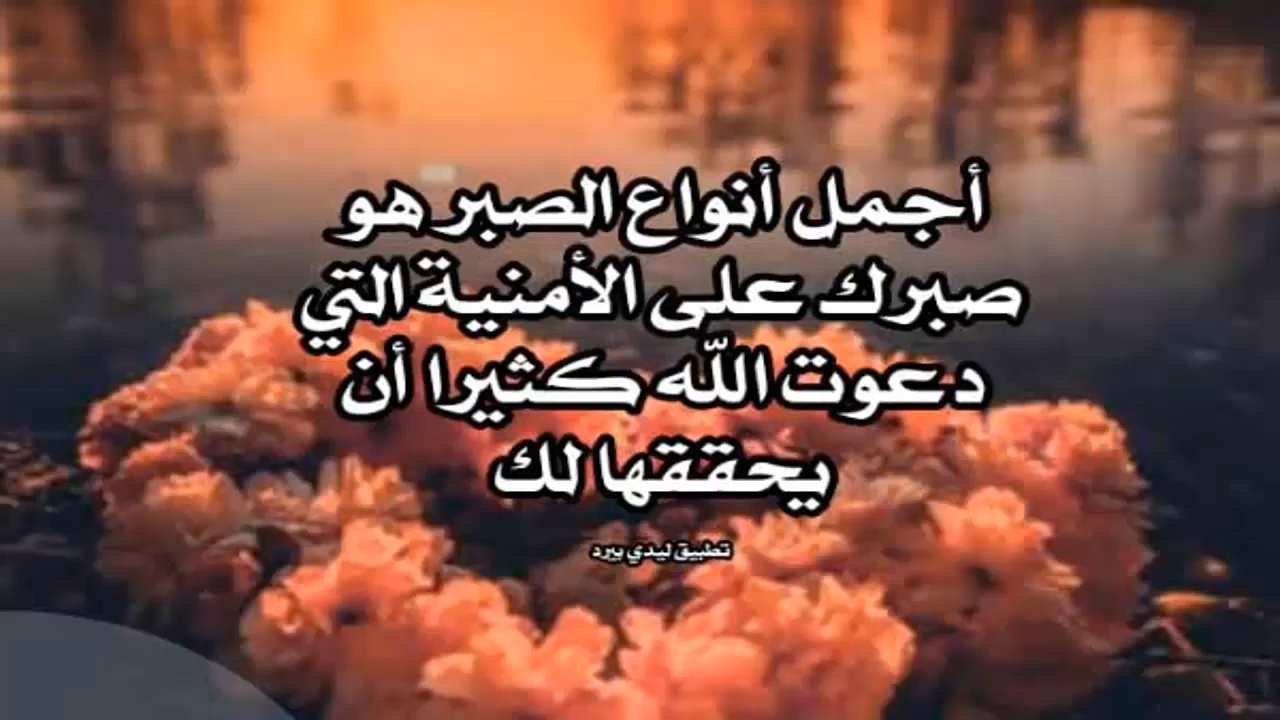 أجمل أنواع الصبر هو
صبرك على الأمنية التي
دعوت الله كثيرا أن
يحققها لك
تطبيق ليدي بيرد